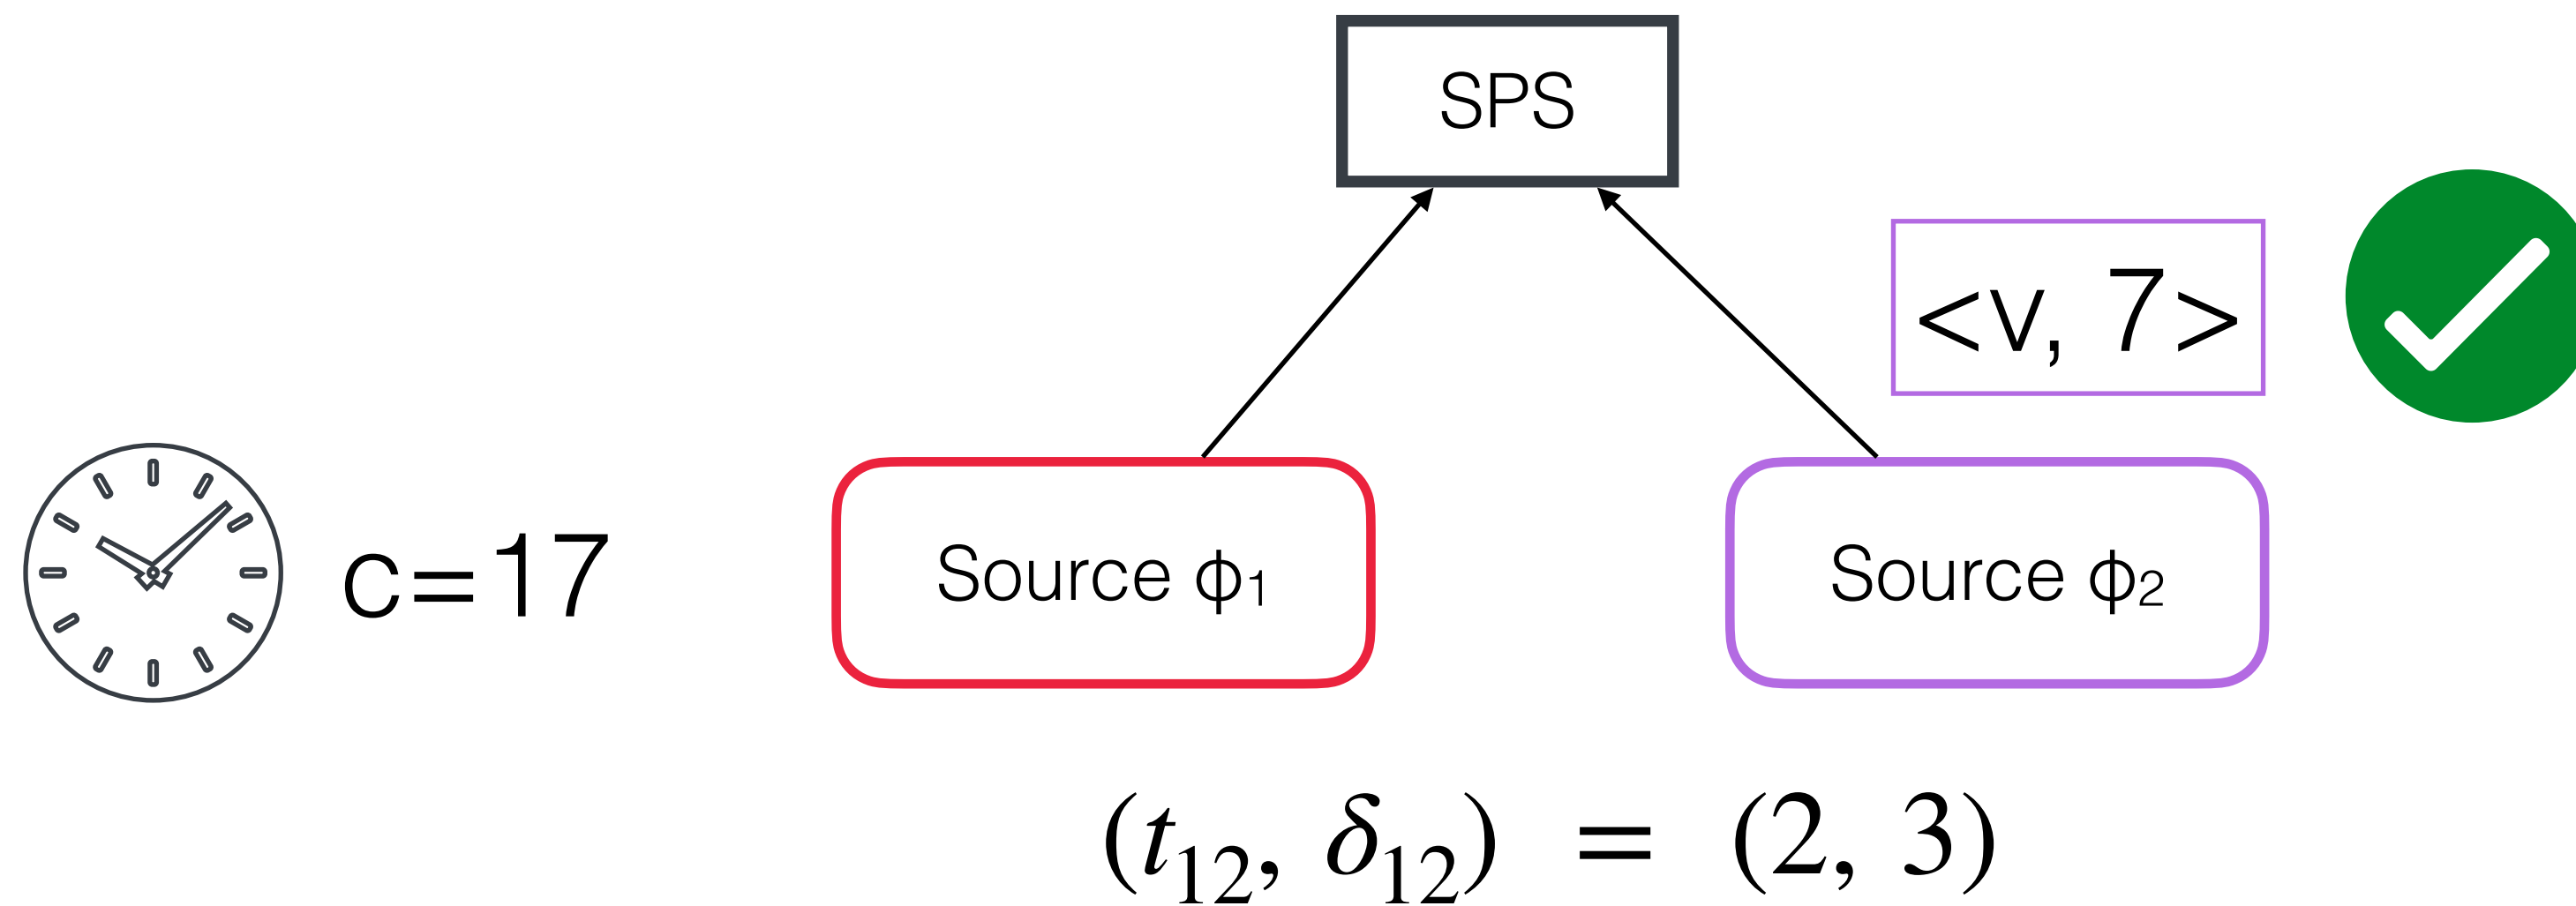 SPS
<v, 7>
c=17
Source ϕ₁
Source ϕ₂
(t₁₂, δ₁₂) = (2, 3)